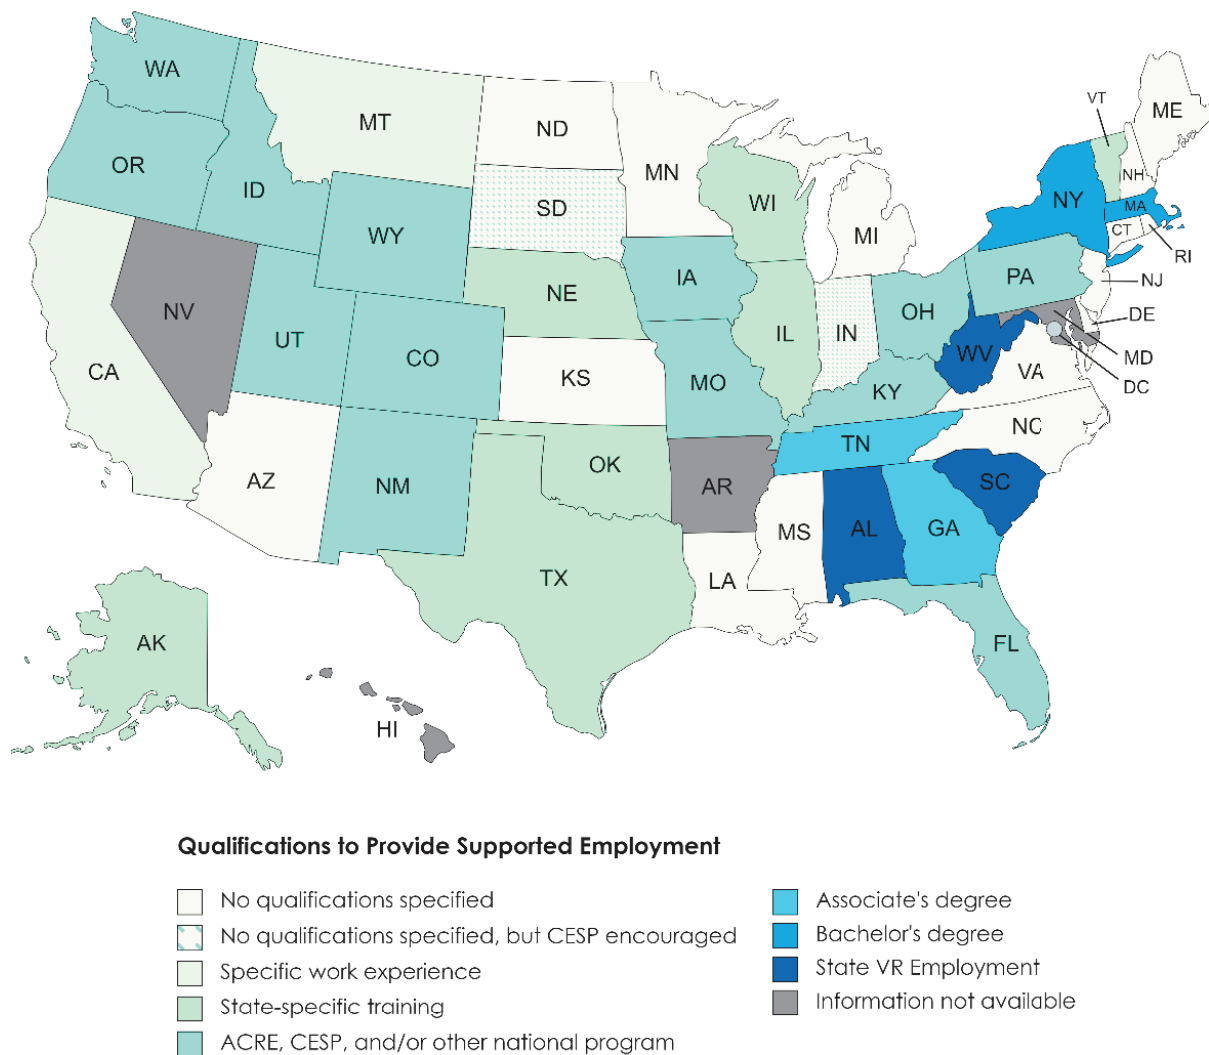 WA
MT
ND
MN
VT
ME
OR
ID
SD
WI
MI
NY
NH
MA
CT
RI
WY
IA
PA
NJ
NE
NV
UT
CO
IL
IN
OH
DE
WV
MD
CA
KS
MO
KY
VA
DC
TN
NC
AZ
NM
OK
AR
SC
MS
AL
GA
TX
LA
AK
FL
HI
Qualifications to Provide Supported Employment
No qualifications specified
No qualifications specified, but CESP encouraged
Specific work experience
State-specific training
ACRE, CESP, and/or other national program
Associate's degree
Bachelor's degree
State VR Employment
Information not available